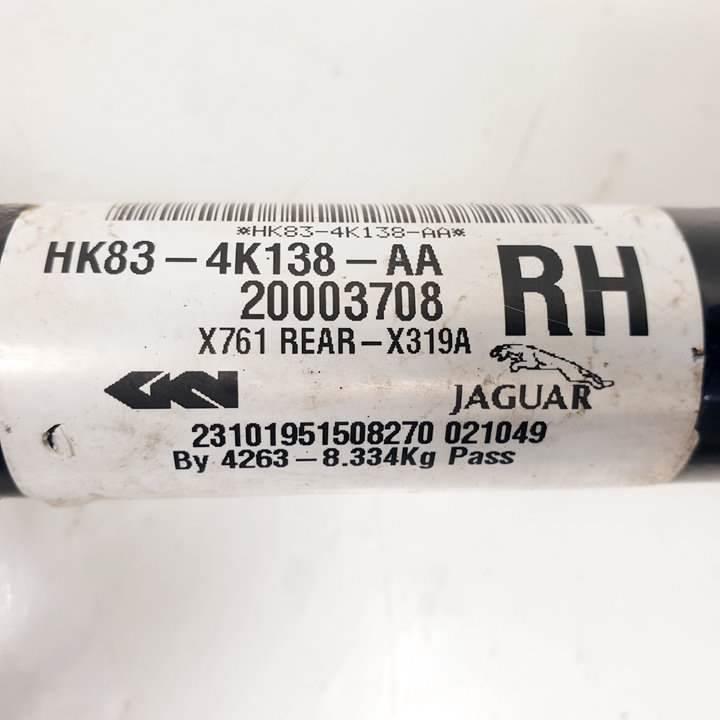 *HK83-4K138-AA*
HK83-4K138-AA
RH
20003708
X761 REAR-X319A
GKN
JAGUAR
23101951508270 021049
By 4263-8.334Kg Pass